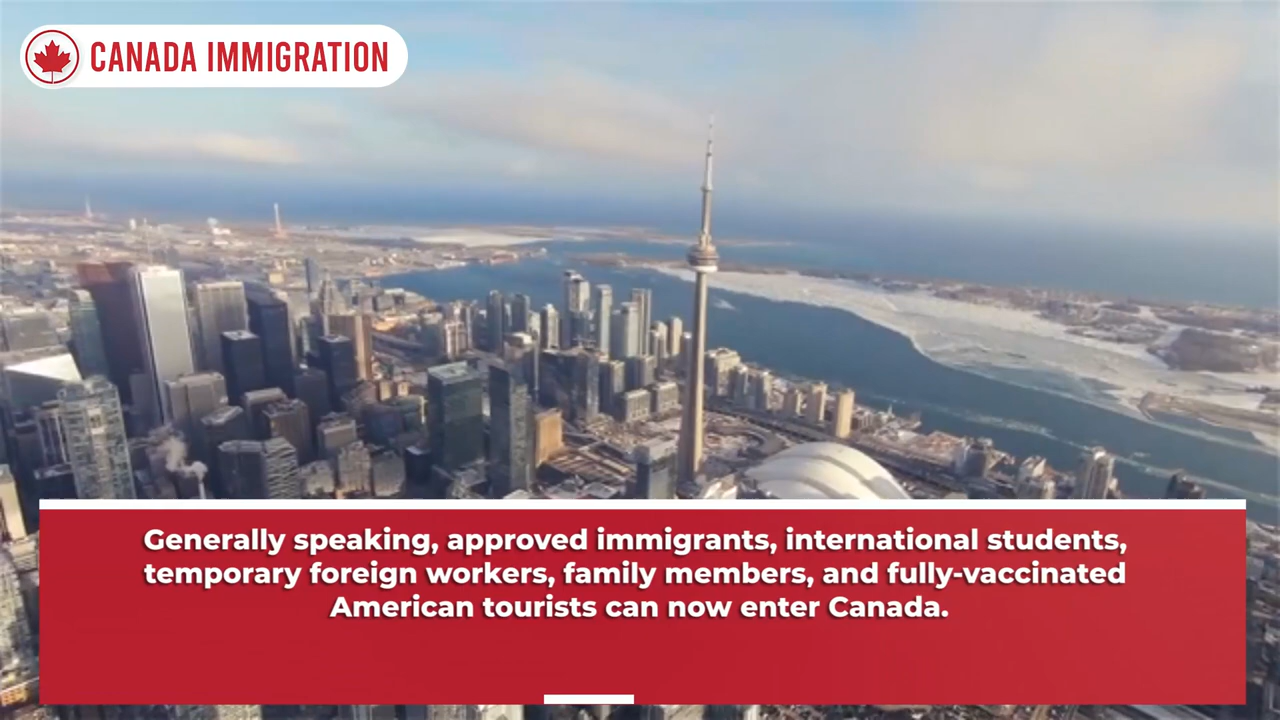 CANADA IMMIGRATION
Generally speaking, approved immigrants, international students,
temporary foreign workers, family members, and fully-vaccinated
American tourists can now enter Canada.